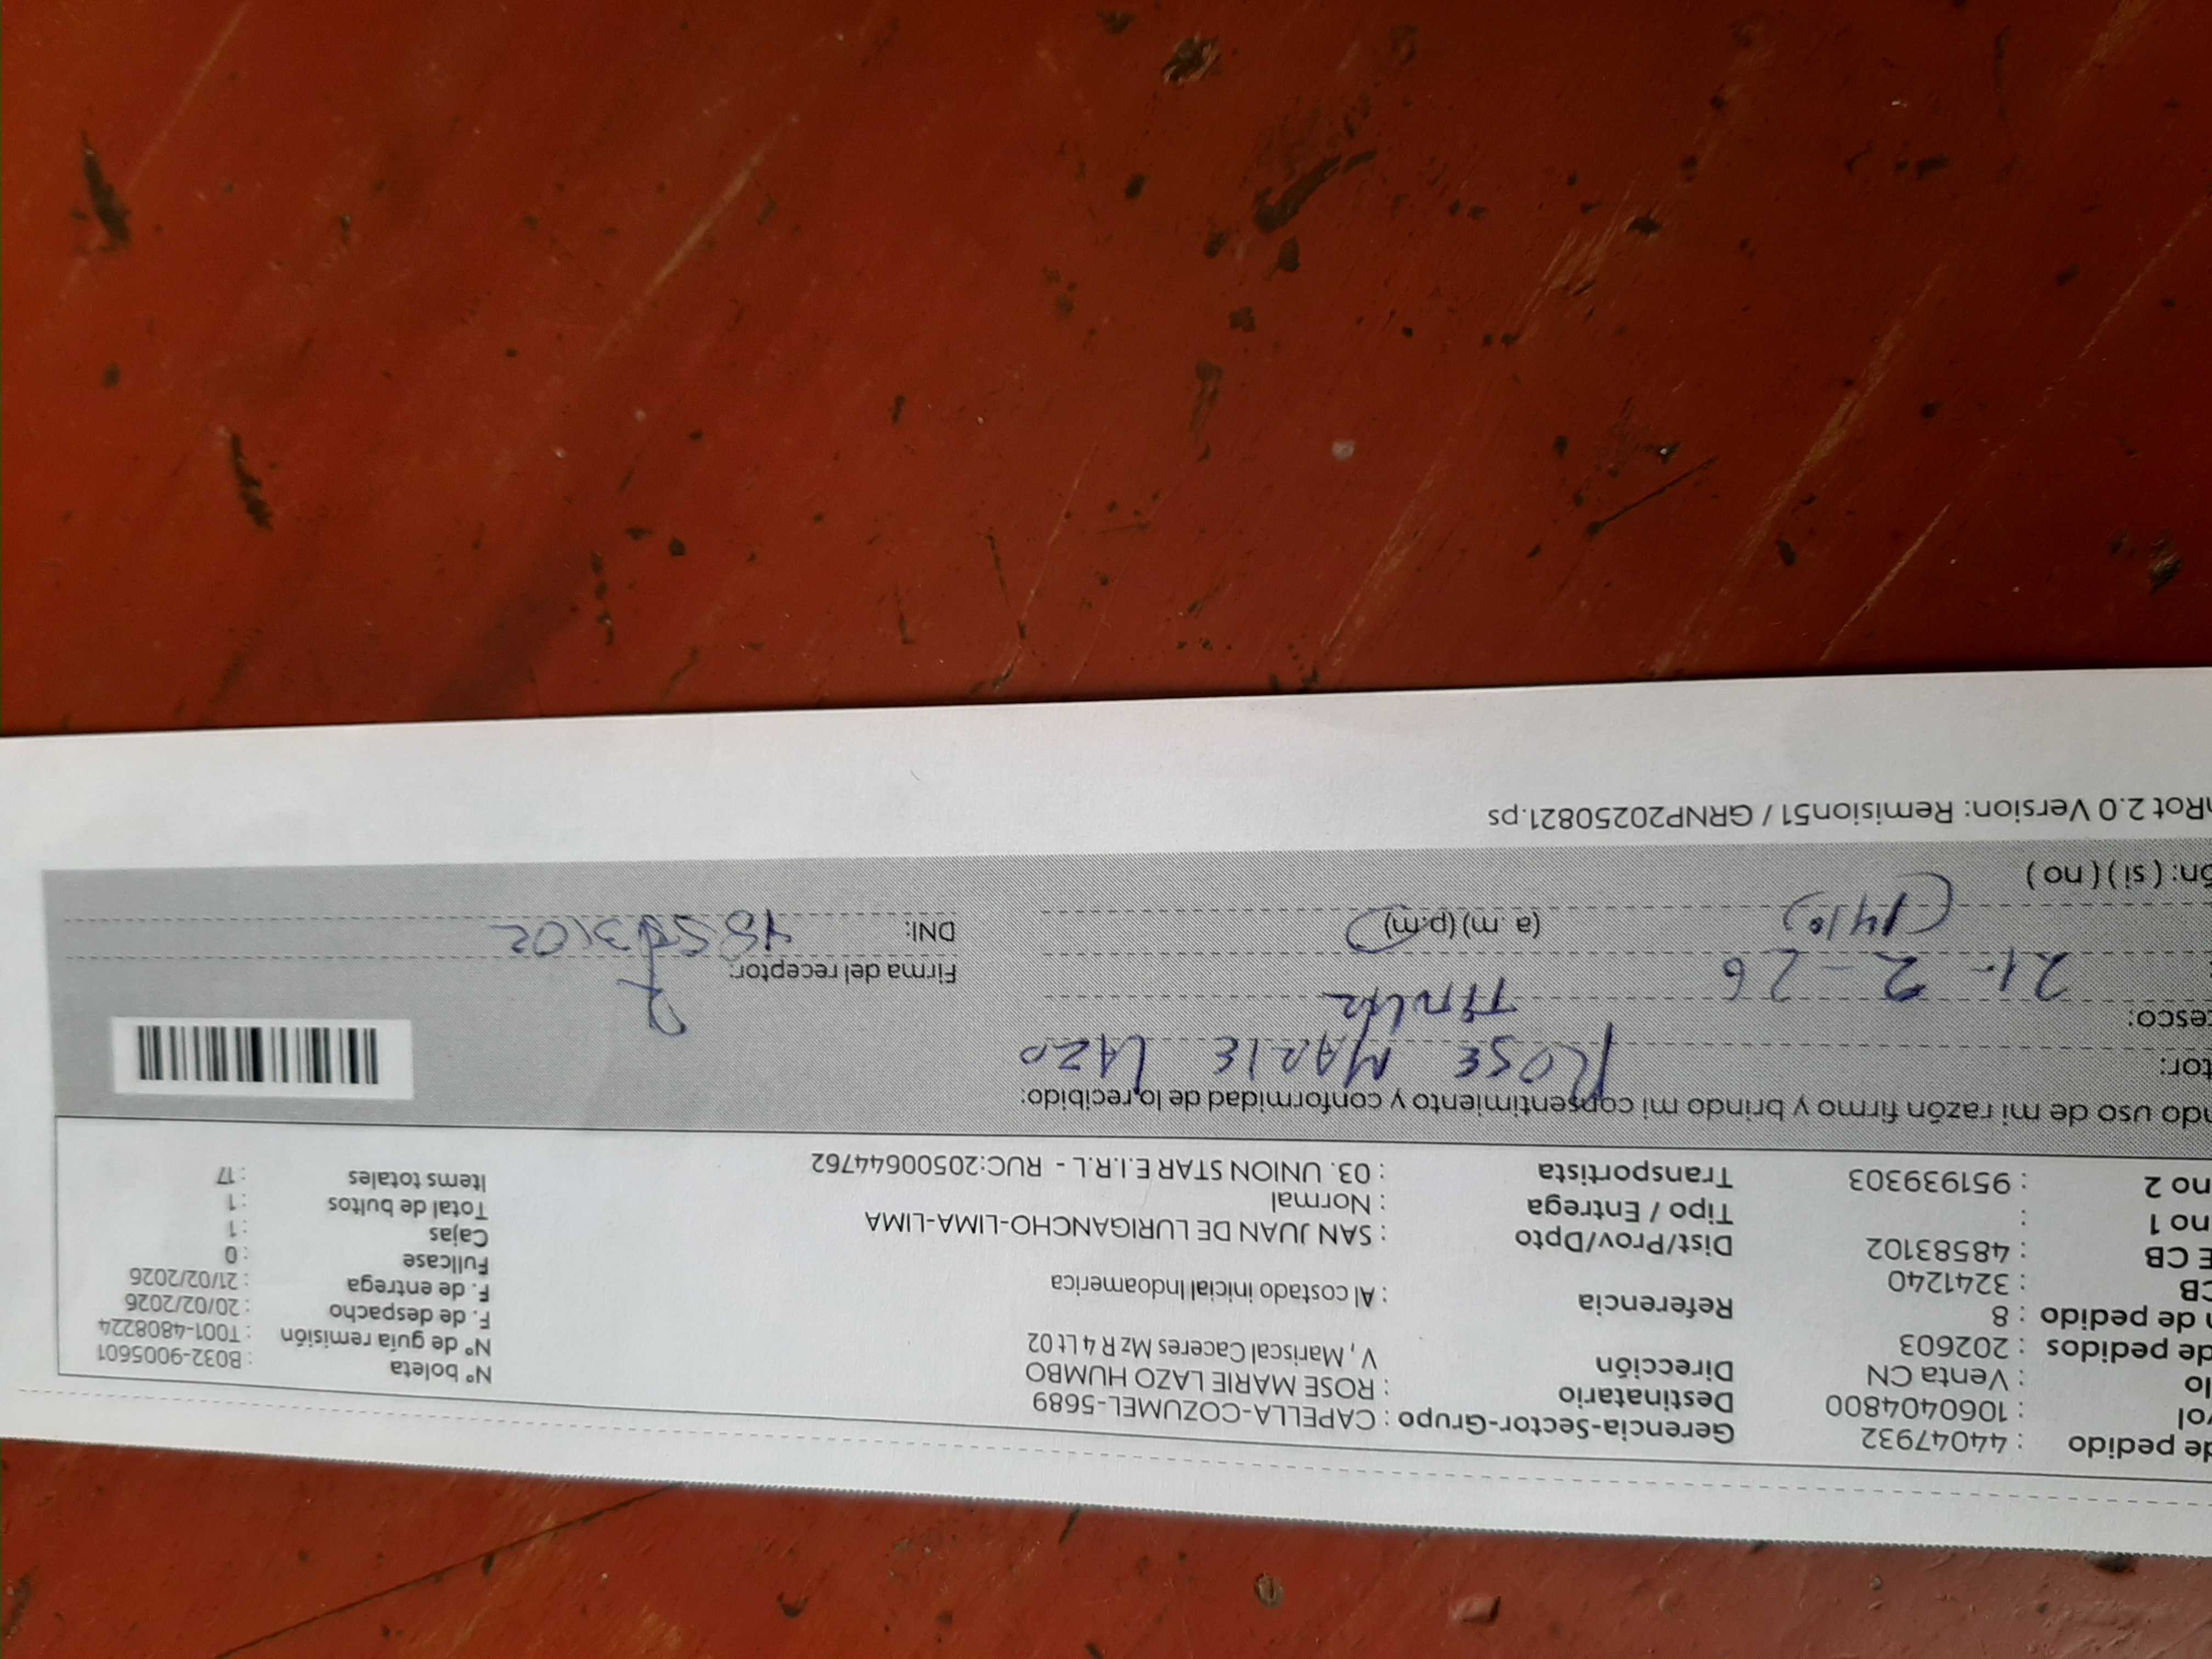 de pedido : 44047932
ol : 106404800
lo : Venta CN
de pedidos : 202603
n de pedido : 8
CB : 3241240
E CB : 48583102
no 1 :
no 2 : 951939303
Gerencia-Sector-Grupo : CAPELLA-COZUMEL-5689
Destinatario : ROSE MARIE LAZO HUMBO
Dirección V, Mariscal Caceres Mz R 4 Lt 02
Referencia : Al costado inicial Indoamerica
Dist/Prov/Dpto : SAN JUAN DE LURIGANCHO-LIMA-LIMA
Tipo / Entrega : Normal
Transportista : 03. UNION STAR E.I.R.L - RUC:20500644762
N° boleta : B032-9005601
N° de guía remisión : T001-4808224
F. de despacho : 20/02/2026
F. de entrega : 21/02/2026
Fullcase : 0
Cajas : 1
Total de bultos : 1
Items totales : 17
ndo uso de mi razón firmo y brindo mi consentimiento y conformidad de lo recibido:
tor: ROSE MARIE LAZO
esco: Titular
21-2-26 Firma del receptor:
(1410) (a.m) (p.m) DNI: 48583102
ón: (si) (no)
Rot 2.0 Version: Remision51 / GRNP20250821.ps